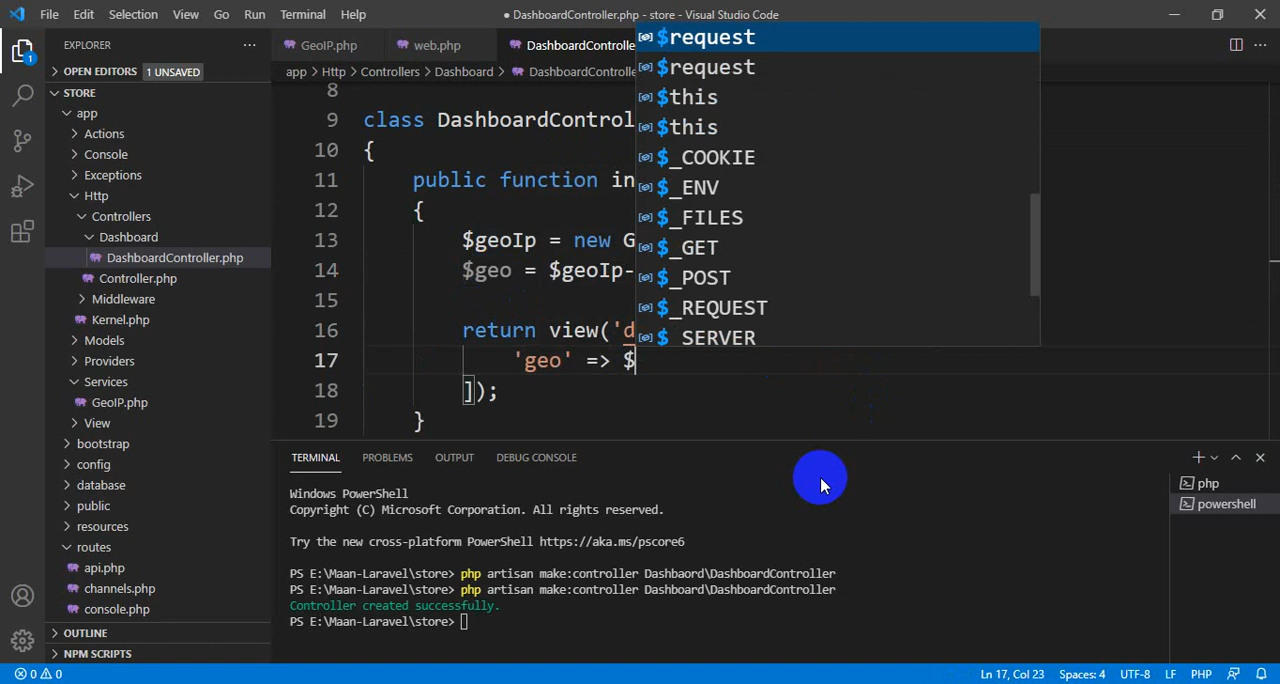 File Edit Selection View Go Run Terminal Help
● DashboardController.php - store - Visual Studio Code
EXPLORER
OPEN EDITORS 1 UNSAVED
STORE
app
Actions
Console
Exceptions
Http
Controllers
Dashboard
DashboardController.php
Controller.php
Middleware
Kernel.php
Models
Providers
Services
GeoIP.php
View
bootstrap
config
database
public
resources
routes
api.php
channels.php
console.php
OUTLINE
NPM SCRIPTS
GeoIP.php web.php DashboardControlle
app > Http > Controllers > Dashboard > DashboardControlle
8
9 class DashboardControl
10 {
11 public function in
12 {
13 $geoIp = new G
14 $geo = $geoIp-
15
16 return view('d
17 'geo' => $
18 ]);
19 }
$request
$request
$this
$this
$_COOKIE
$_ENV
$_FILES
$_GET
$_POST
$_REQUEST
$_SERVER
TERMINAL PROBLEMS OUTPUT DEBUG CONSOLE
Windows PowerShell
Copyright (C) Microsoft Corporation. All rights reserved.
Try the new cross-platform PowerShell https://aka.ms/pscore6
PS E:\Maan-Laravel\store> php artisan make:controller Dashbaord\DashboardController
PS E:\Maan-Laravel\store> php artisan make:controller Dashboard\DashboardController
Controller created successfully.
PS E:\Maan-Laravel\store>
php
powershell
1
0 0
Ln 17, Col 23 Spaces: 4 UTF-8 LF PHP